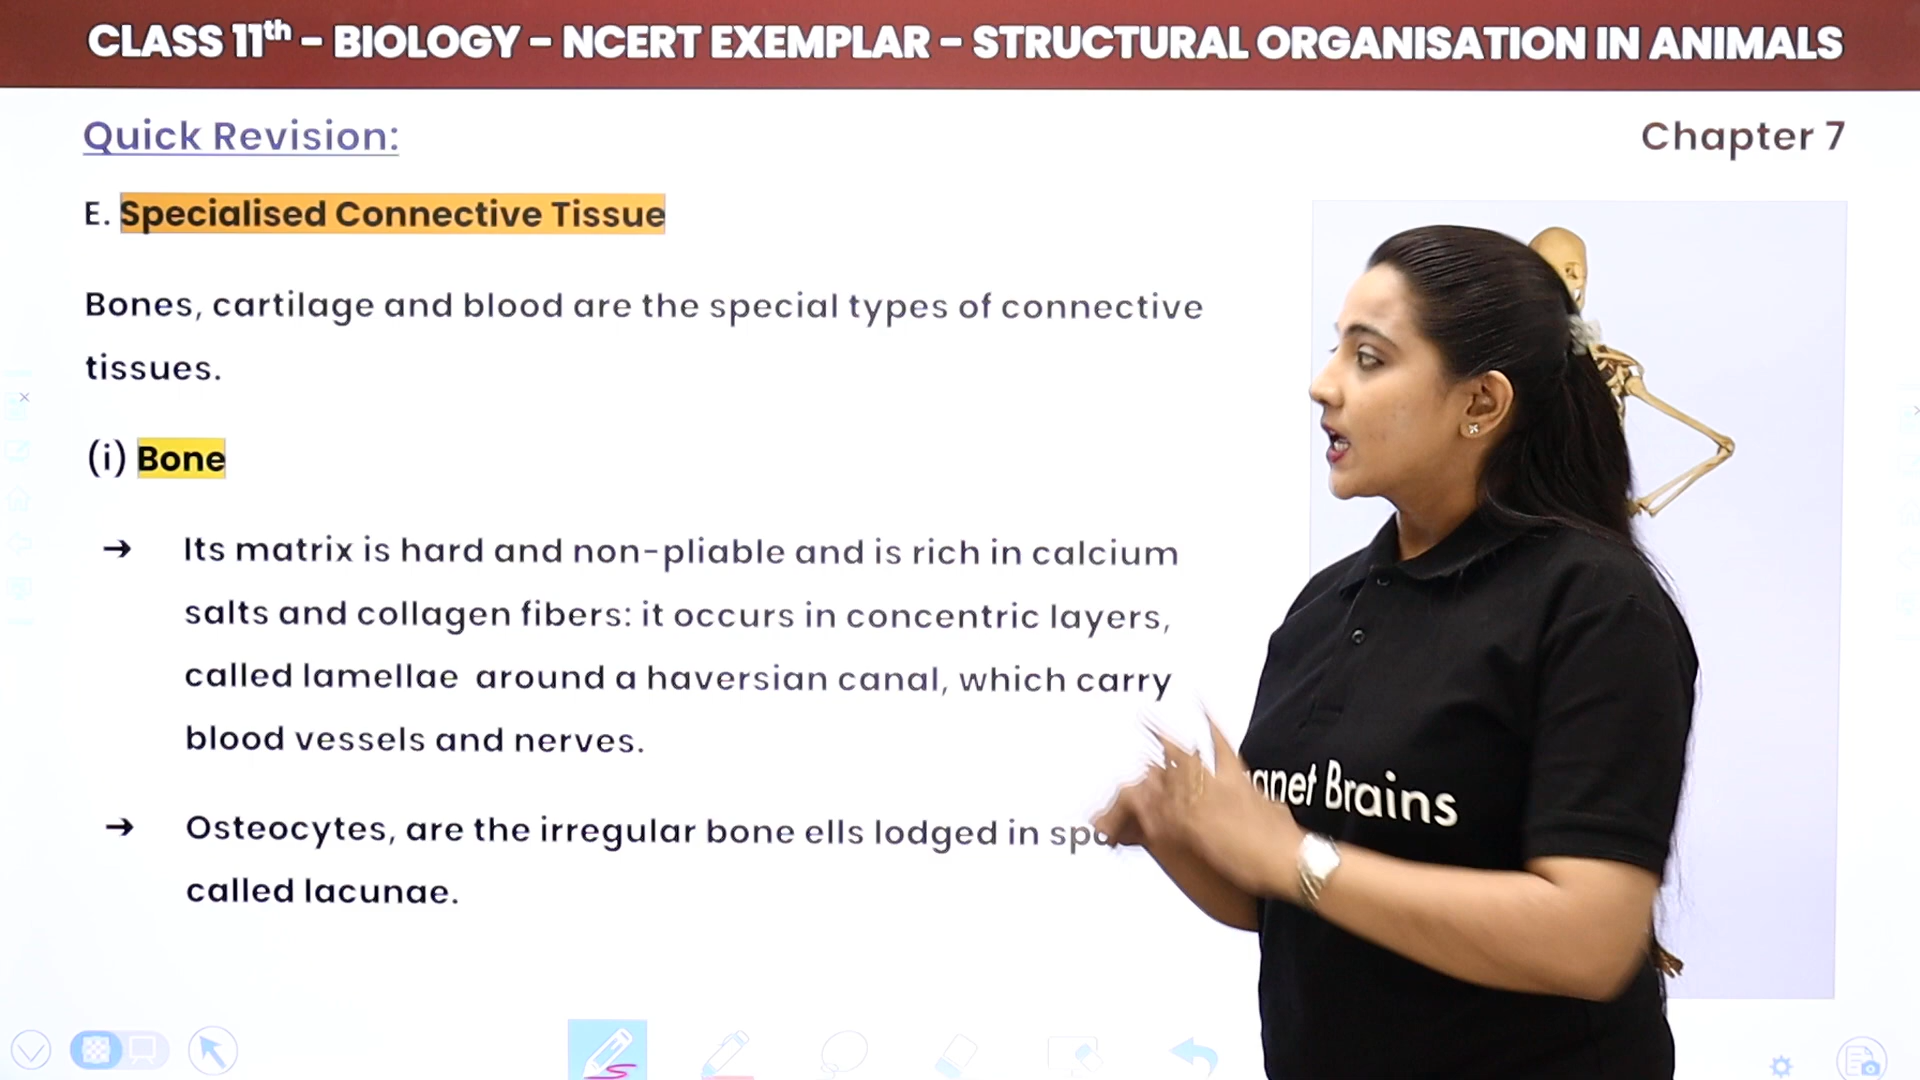 CLASS 11th - BIOLOGY - NCERT EXEMPLAR - STRUCTURAL ORGANISATION IN ANIMALS
Quick Revision:
Chapter 7
E. Specialised Connective Tissue
Bones, cartilage and blood are the special types of connective
tissues.
(i) Bone
→ Its matrix is hard and non-pliable and is rich in calcium
salts and collagen fibers: it occurs in concentric layers,
called lamellae around a haversian canal, which carry
blood vessels and nerves.
→ Osteocytes, are the irregular bone ells lodged in
called lacunae.
Brains